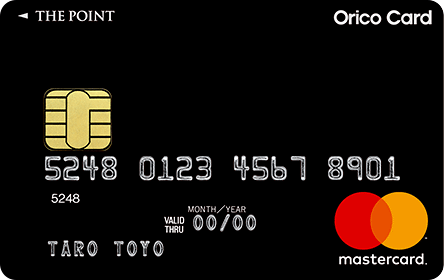 ◄ THE POINT
Orico Card
5248 0123 4567 8901
5248
MONTH/YEAR
VALID THRU 00/00
TARO TOYO
mastercard.